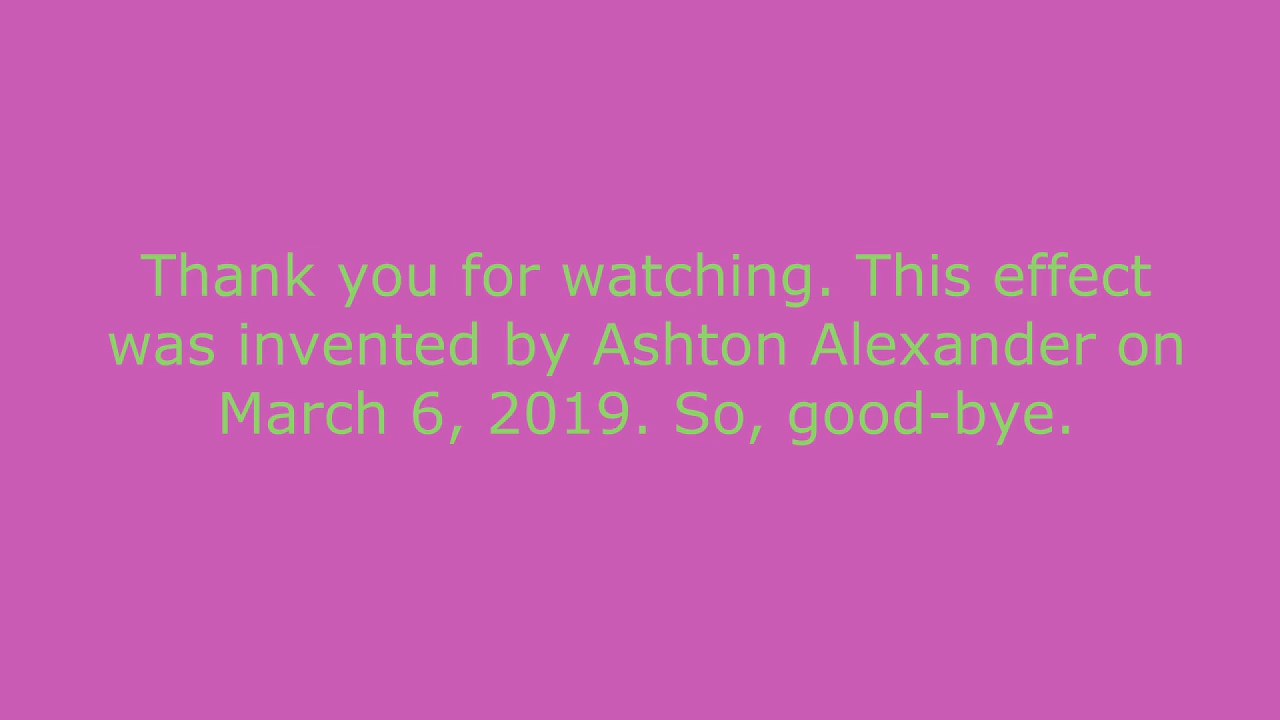 Thank you for watching. This effect
was invented by Ashton Alexander on
March 6, 2019. So, good-bye.